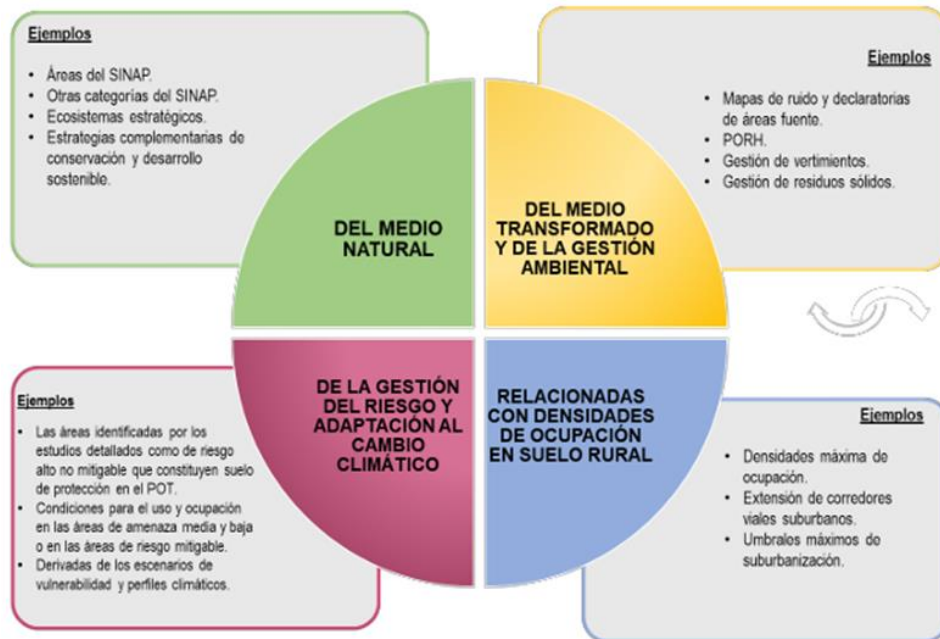 Ejemplos
• Áreas del SINAP.
• Otras categorías del SINAP.
• Ecosistemas estratégicos.
• Estrategias complementarias de
conservación y desarrollo
sostenible.
Ejemplos
• Mapas de ruido y declaratorias
de áreas fuente.
• PORH.
• Gestión de vertimientos.
• Gestión de residuos sólidos.
DEL MEDIO
NATURAL
DEL MEDIO
TRANSFORMADO
Y DE LA GESTIÓN
AMBIENTAL
DE LA GESTIÓN
DEL RIESGO Y
ADAPTACIÓN AL
CAMBIO
CLIMÁTICO
RELACIONADAS
CON DENSIDADES
DE OCUPACIÓN
EN SUELO RURAL
Ejemplos
• Las áreas identificadas por los
estudios detallados como de riesgo
alto no mitigable que constituyen suelo
de protección en el POT.
• Condiciones para el uso y ocupación
en las áreas de amenaza media y baja
o en las áreas de riesgo mitigable.
• Derivadas de los escenarios de
vulnerabilidad y perfiles climáticos.
Ejemplos
• Densidades máxima de
ocupación.
• Extensión de corredores
viales suburbanos.
• Umbrales máximos de
suburbanización.